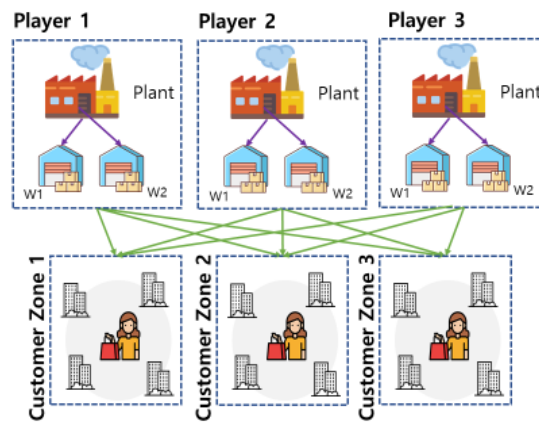 Player 1
Player 2
Player 3
Plant
Plant
Plant
W1
W2
W1
W2
W1
W2
Customer Zone 1
Customer Zone 2
Customer Zone 3